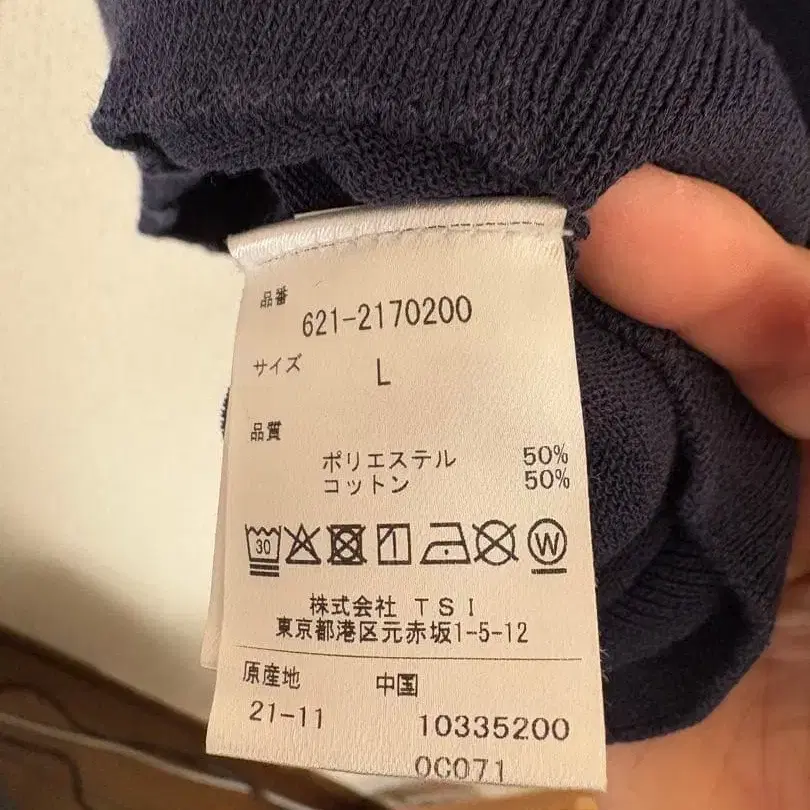 品番
621-2170200
サイズ
L
品質
ポリエステル 50%
コットン 50%
30
W
株式会社 TSI
東京都港区元赤坂1-5-12
原産地 中国
21-11 10335200
0C071